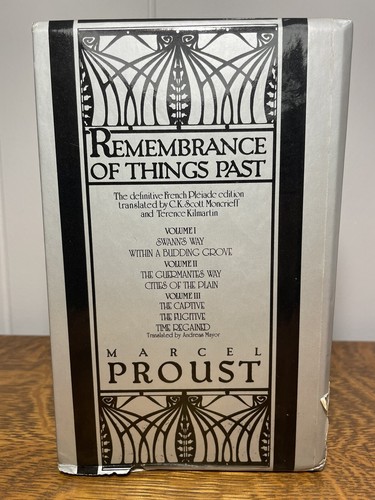 REMEMBRANCE
OF THINGS PAST
The definitive French Pléiade edition
translated by C.K. Scott Moncrieff
and Terence Kilmartin
VOLUME I
SWANN'S WAY
WITHIN A BUDDING GROVE
VOLUME II
THE GUERMANTES WAY
CITIES OF THE PLAIN
VOLUME III
THE CAPTIVE
THE FUGITIVE
TIME REGAINED
Translated by Andreas Mayor
MARCEL
PROUST